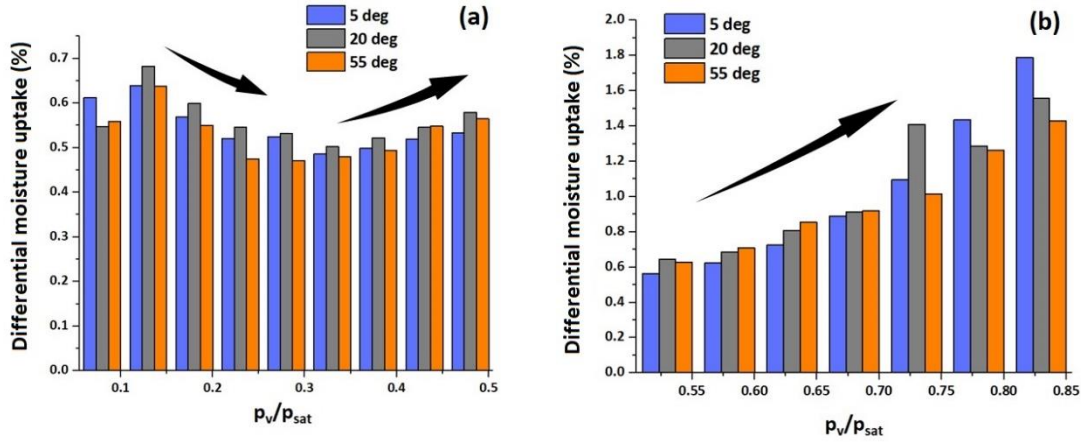 (a)
5 deg
20 deg
55 deg
Differential moisture uptake (%)
0.7
0.6
0.5
0.4
0.3
0.2
0.1
0.0
0.1
0.2
0.3
0.4
0.5
pv/psat
(b)
5 deg
20 deg
55 deg
Differential moisture uptake (%)
2.0
1.8
1.6
1.4
1.2
1.0
0.8
0.6
0.4
0.2
0.0
0.55
0.60
0.65
0.70
0.75
0.80
0.85
pv/psat